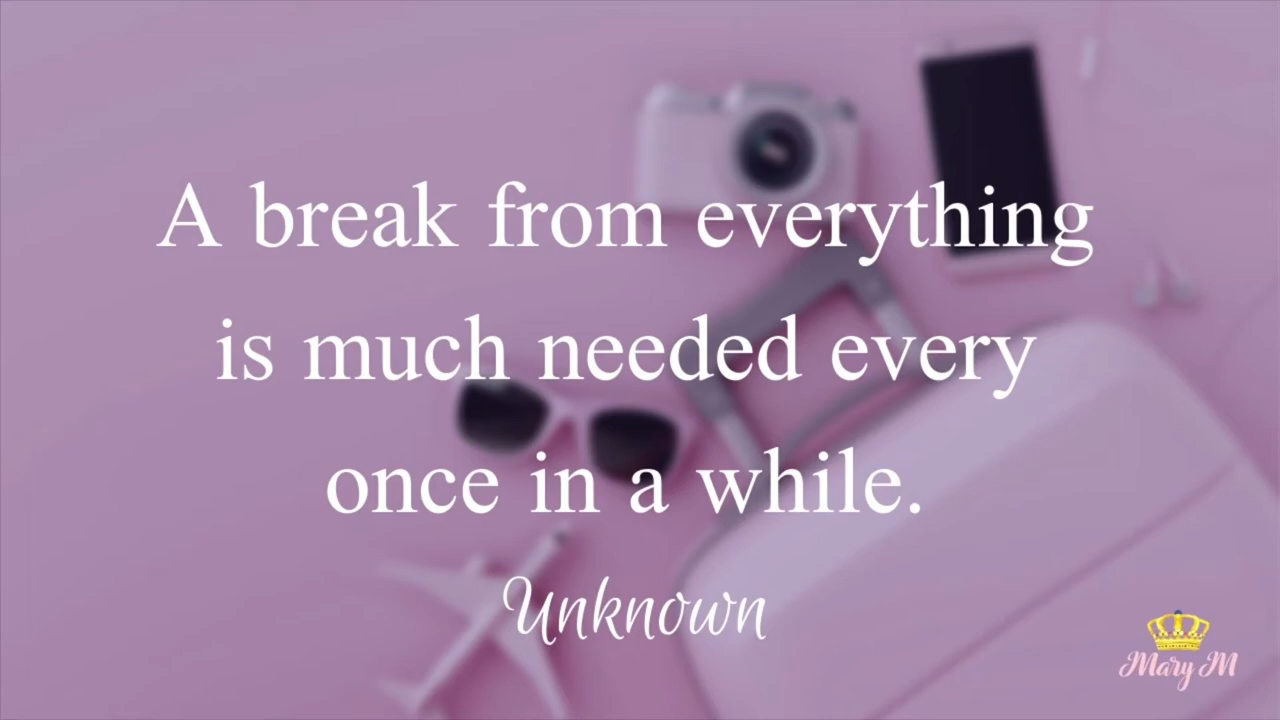 A break from everything
is much needed every
once in a while.
Unknown
Mary M